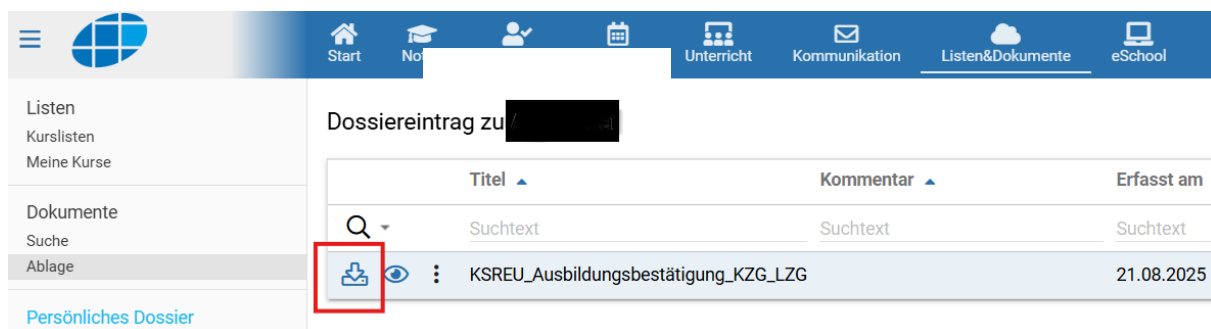 Start
Not
Unterricht
Kommunikation
Listen&Dokumente
eSchool
Listen
Kurslisten
Meine Kurse
Dokumente
Suche
Ablage
Persönliches Dossier
Dossiereintrag zu
Titel Kommentar Erfasst am
Suchtext Suchtext Suchtext
KSREU_Ausbildungsbestätigung_KZG_LZG 21.08.2025